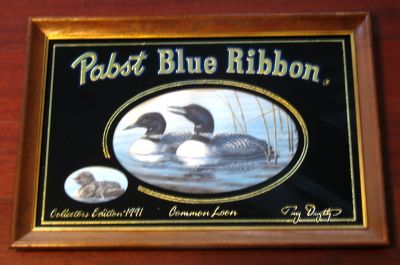 Pabst Blue Ribbon
Collectors Edition 1991 Common Loon